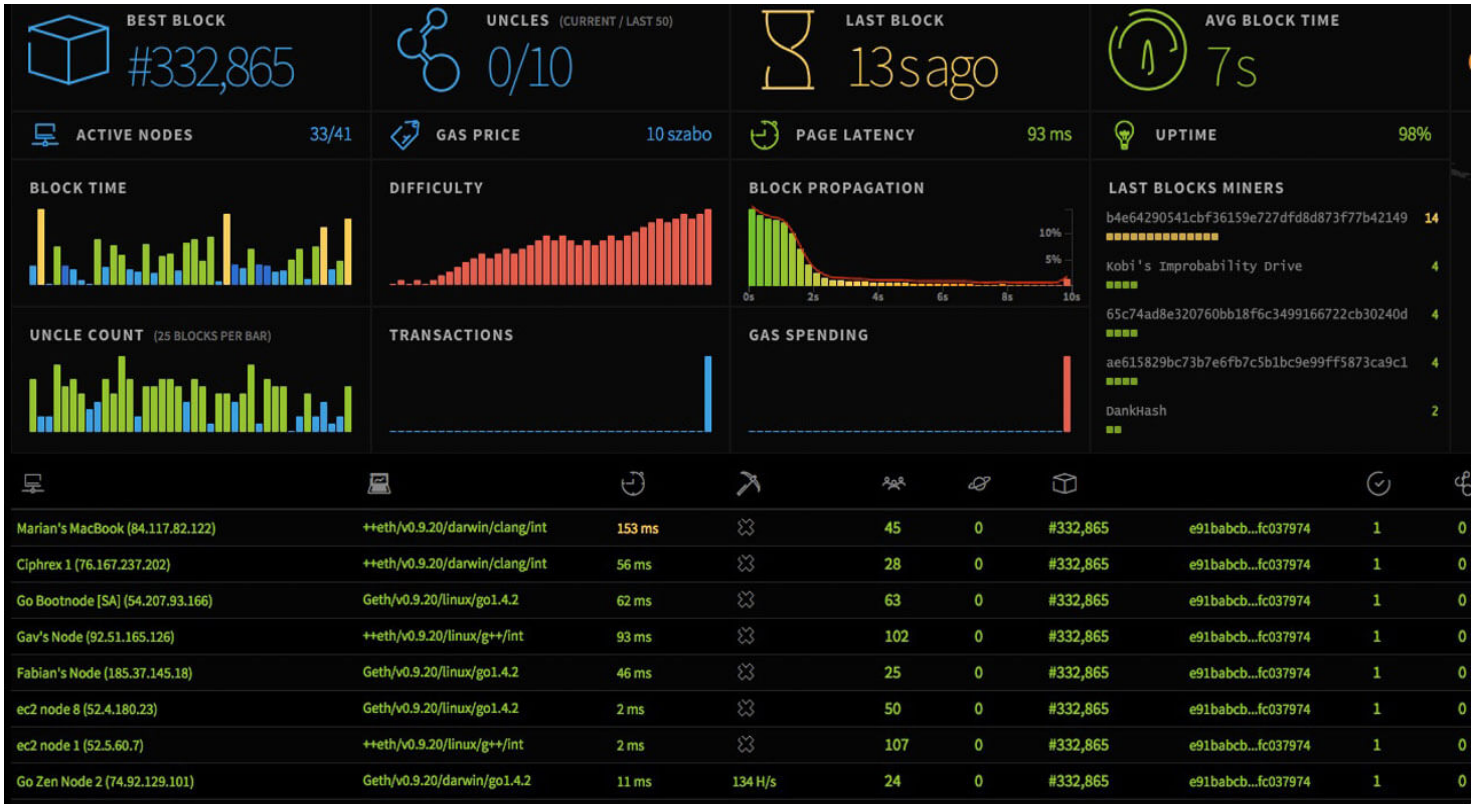 BEST BLOCK
#332,865
UNCLES (CURRENT / LAST 50)
0/10
LAST BLOCK
13s ago
AVG BLOCK TIME
7s
ACTIVE NODES 33/41
GAS PRICE 10 szabo
PAGE LATENCY 93 ms
UPTIME 98%
BLOCK TIME
DIFFICULTY
BLOCK PROPAGATION
10%
5%
0s 2s 4s 6s 8s 10s
LAST BLOCKS MINERS
b4e64290541cbf36159e727dfd8d873f77b42149 14
Kobi's Improbability Drive 4
65c74ad8e320760bb18f6c3499166722cb30240d 4
ae615829bc73b7e6fb7c5b1bc9e99ff5873ca9c1 4
DankHash 2
UNCLE COUNT (25 BLOCKS PER BAR)
TRANSACTIONS
GAS SPENDING
Marian's MacBook (84.117.82.122) ++eth/v0.9.20/darwin/clang/int 153 ms 45 0 #332,865 e91babcb...fc037974 1 0
Ciphrex 1 (76.167.237.202) ++eth/v0.9.20/darwin/clang/int 56 ms 28 0 #332,865 e91babcb...fc037974 1 0
Go Bootnode [SA] (54.207.93.166) Geth/v0.9.20/linux/go1.4.2 62 ms 63 0 #332,865 e91babcb...fc037974 1 0
Gav's Node (92.51.165.126) ++eth/v0.9.20/linux/g++/int 93 ms 102 0 #332,865 e91babcb...fc037974 1 0
Fabian's Node (185.37.145.18) Geth/v0.9.20/linux/go1.4.2 46 ms 25 0 #332,865 e91babcb...fc037974 1 0
ec2 node 8 (52.4.180.23) Geth/v0.9.20/linux/go1.4.2 2 ms 50 0 #332,865 e91babcb...fc037974 1 0
ec2 node 1 (52.5.60.7) ++eth/v0.9.20/linux/g++/int 2 ms 107 0 #332,865 e91babcb...fc037974 1 0
Go Zen Node 2 (74.92.129.101) Geth/v0.9.20/darwin/go1.4.2 11 ms 134 H/s 24 0 #332,865 e91babcb...fc037974 1 0